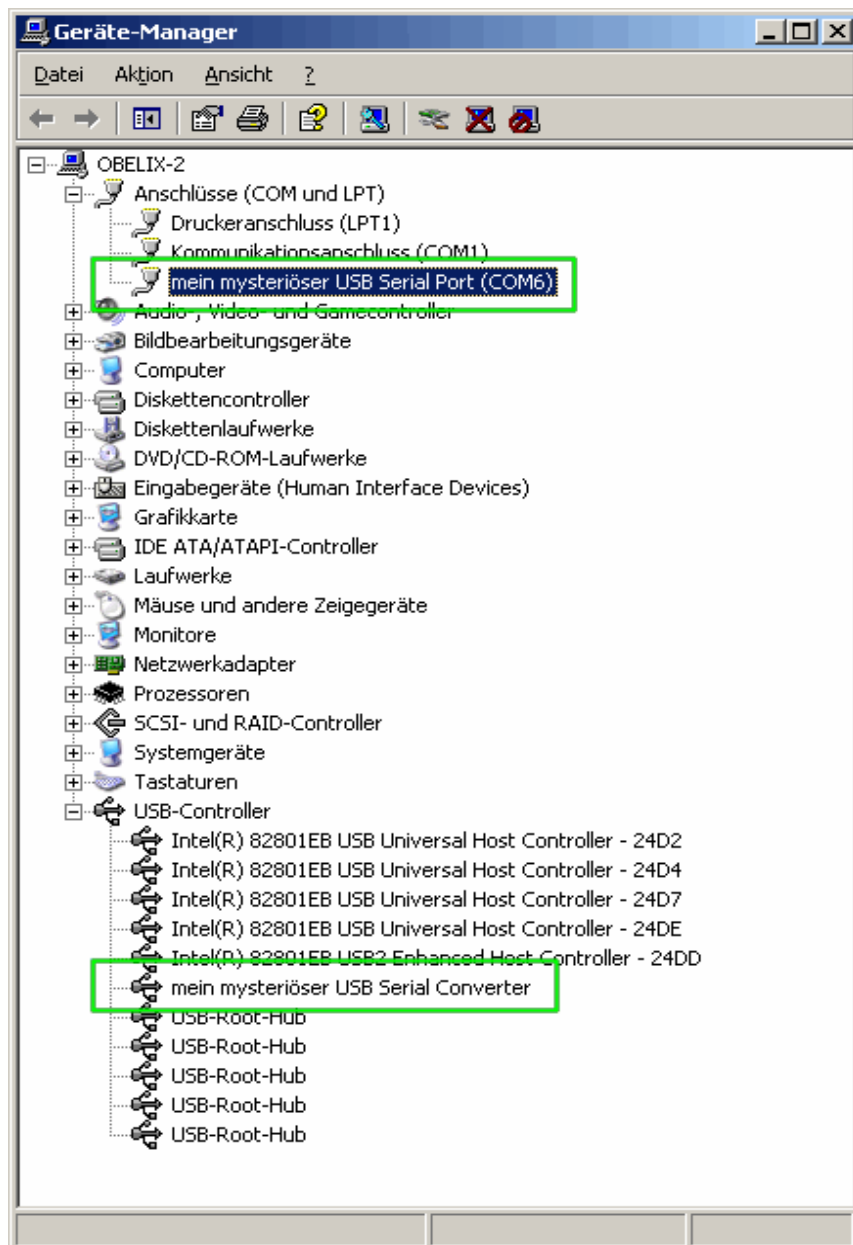 Geräte-Manager
Datei Aktion Ansicht ?
OBELIX-2
Anschlüsse (COM und LPT)
Druckeranschluss (LPT1)
Kommunikationsanschluss (COM1)
mein mysteriöser USB Serial Port (COM6)
Audio-, Video- und Gamecontroller
Bildbearbeitungsgeräte
Computer
Diskettencontroller
Diskettenlaufwerke
DVD/CD-ROM-Laufwerke
Eingabegeräte (Human Interface Devices)
Grafikkarte
IDE ATA/ATAPI-Controller
Laufwerke
Mäuse und andere Zeigegeräte
Monitore
Netzwerkadapter
Prozessoren
SCSI- und RAID-Controller
Systemgeräte
Tastaturen
USB-Controller
Intel(R) 82801EB USB Universal Host Controller - 24D2
Intel(R) 82801EB USB Universal Host Controller - 24D4
Intel(R) 82801EB USB Universal Host Controller - 24D7
Intel(R) 82801EB USB Universal Host Controller - 24DE
Intel(R) 82801EB USB2 Enhanced Host Controller - 24DD
mein mysteriöser USB Serial Converter
USB-Root-Hub
USB-Root-Hub
USB-Root-Hub
USB-Root-Hub
USB-Root-Hub